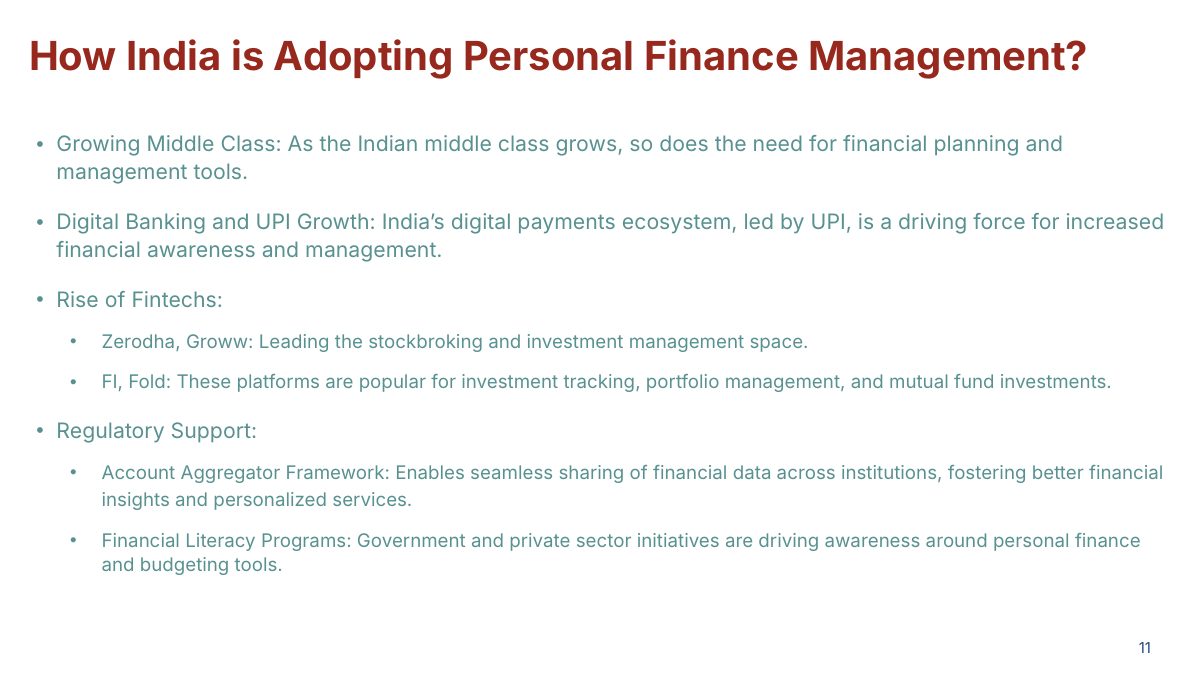 How India is Adopting Personal Finance Management?
• Growing Middle Class: As the Indian middle class grows, so does the need for financial planning and
management tools.
• Digital Banking and UPI Growth: India’s digital payments ecosystem, led by UPI, is a driving force for increased
financial awareness and management.
• Rise of Fintechs:
• Zerodha, Groww: Leading the stockbroking and investment management space.
• FI, Fold: These platforms are popular for investment tracking, portfolio management, and mutual fund investments.
• Regulatory Support:
• Account Aggregator Framework: Enables seamless sharing of financial data across institutions, fostering better financial
insights and personalized services.
• Financial Literacy Programs: Government and private sector initiatives are driving awareness around personal finance
and budgeting tools.
11